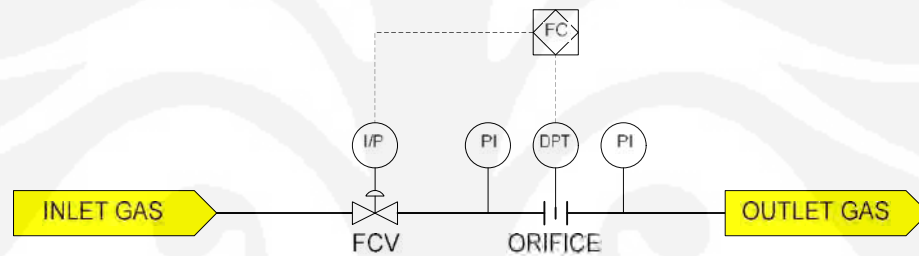 FC
I/P
PI
DPT
PI
INLET GAS
OUTLET GAS
FCV
ORIFICE